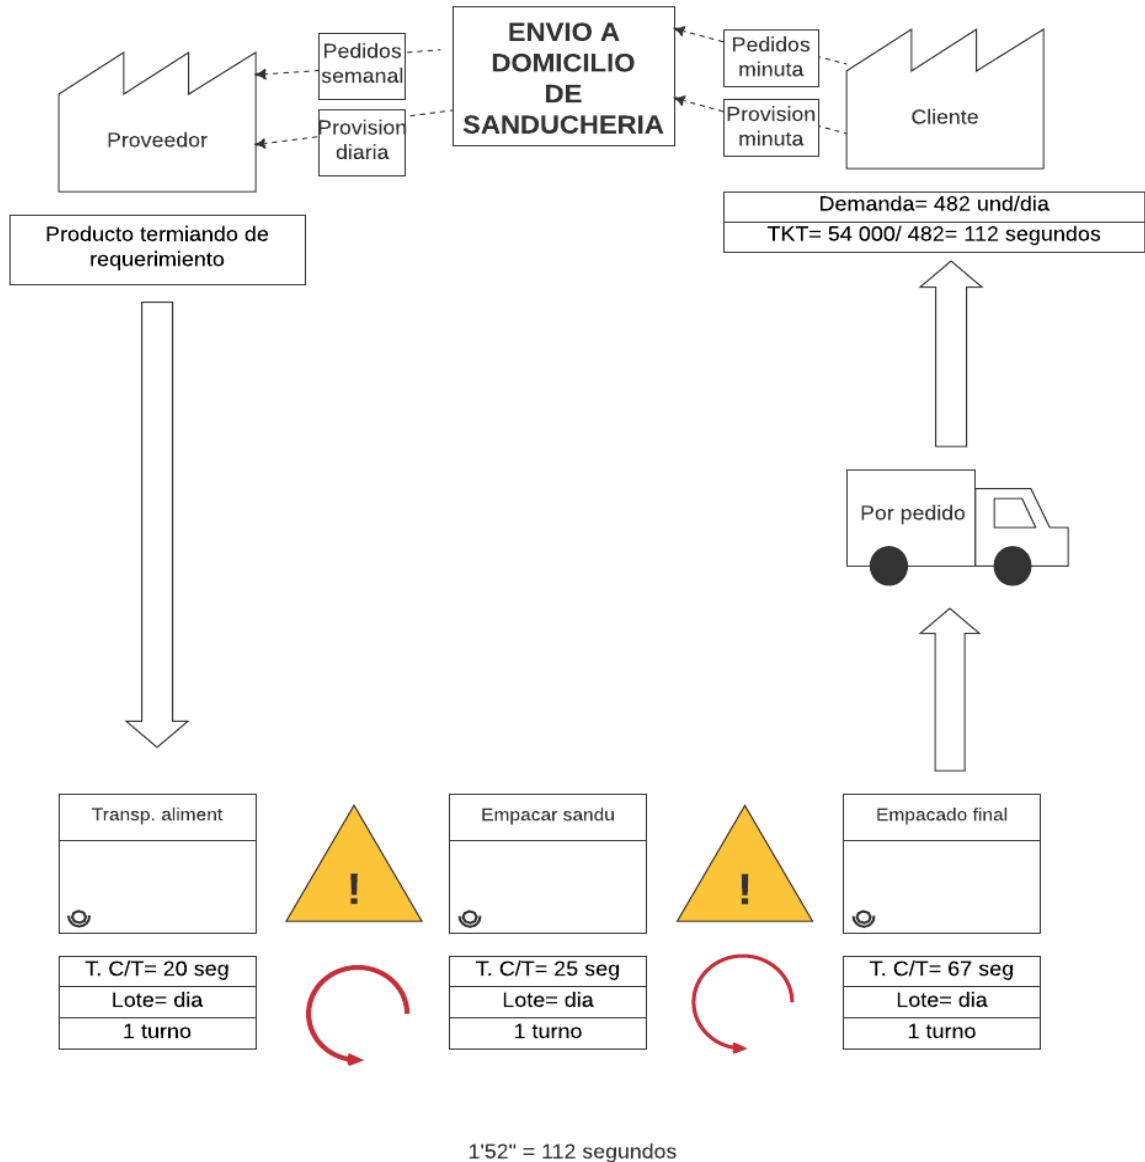 ENVIO A
DOMICILIO
DE
SANDUCHERIA
Pedidos
semanal
Provision
diaria
Pedidos
minuta
Provision
minuta
Proveedor
Cliente
Producto termiando de
requerimiento
Demanda= 482 und/dia
TKT= 54 000/ 482= 112 segundos
Por pedido
Transp. aliment
Empacar sandu
Empacado final
!
!
T. C/T= 20 seg
Lote= dia
1 turno
T. C/T= 25 seg
Lote= dia
1 turno
T. C/T= 67 seg
Lote= dia
1 turno
1'52" = 112 segundos